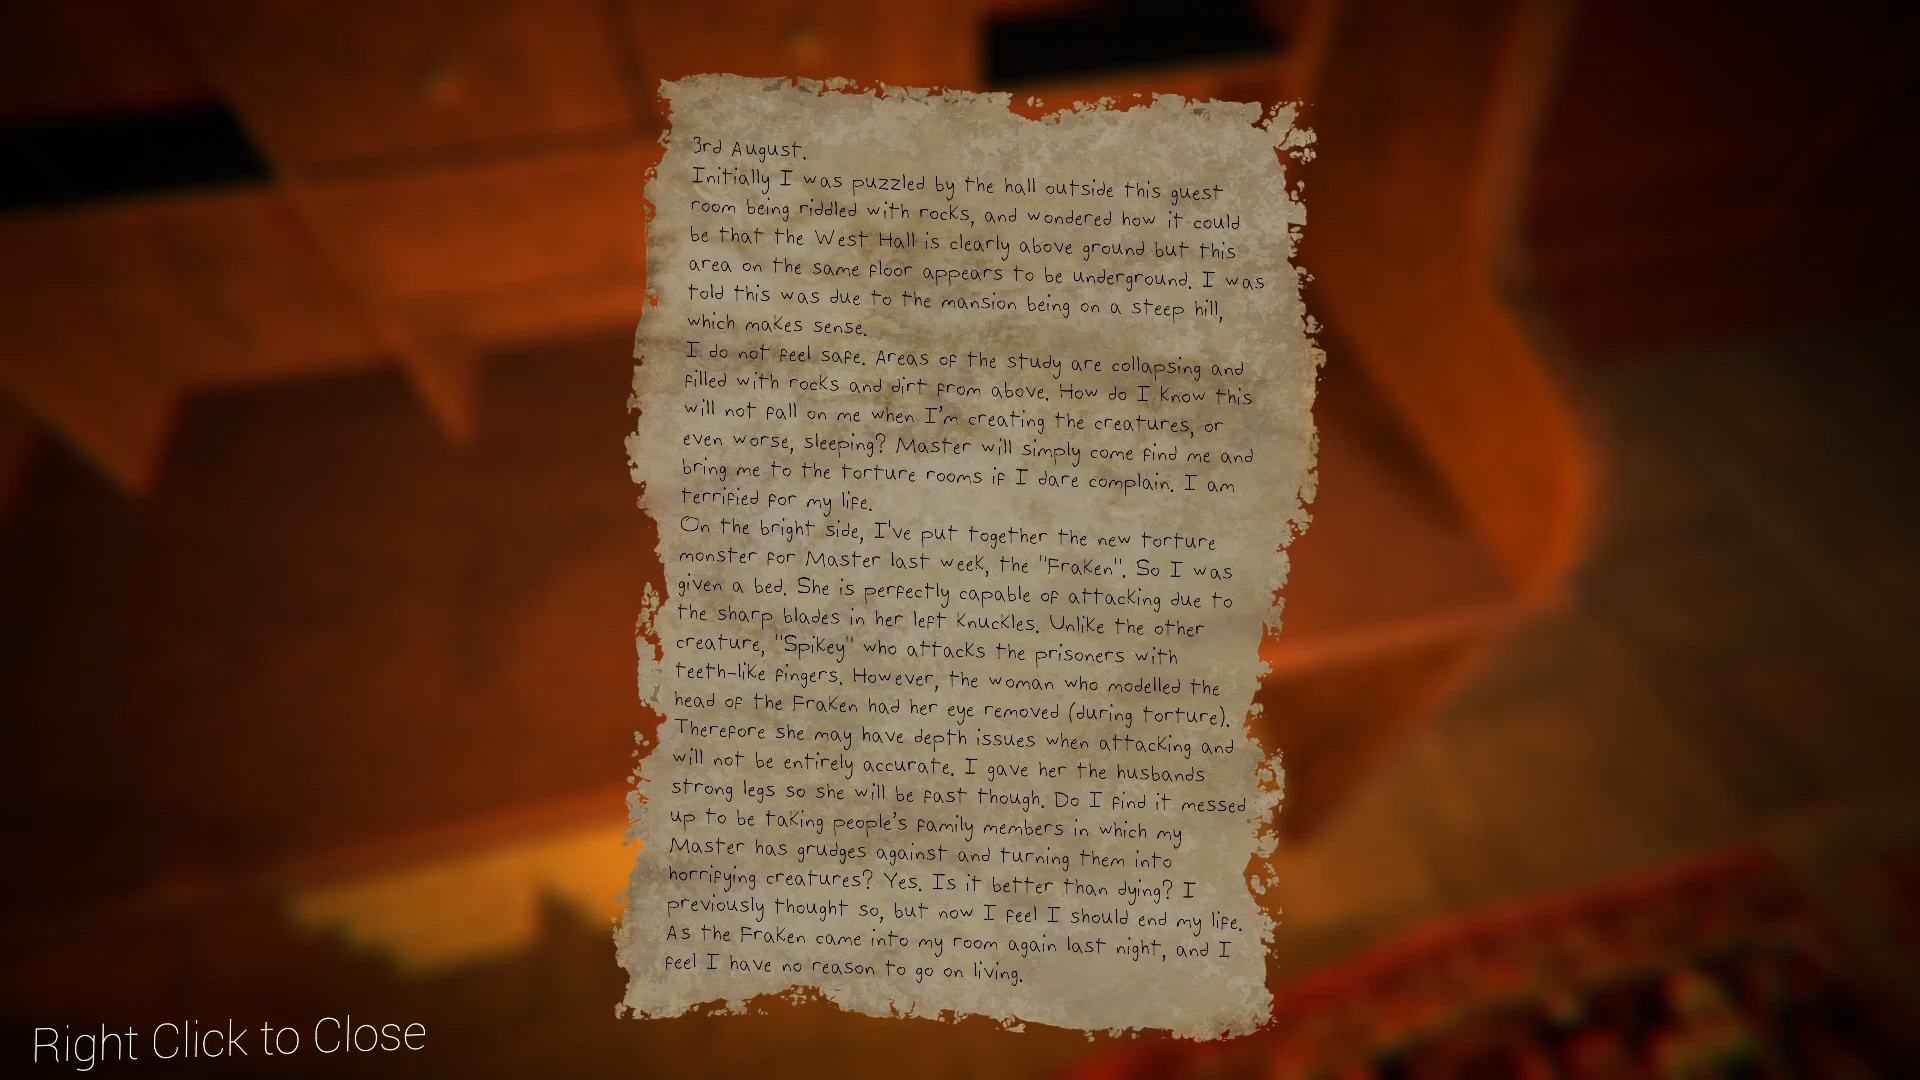 3rd August.
Initially I was puzzled by the hall outside this guest
room being riddled with rocks, and wondered how it could
be that the West Hall is clearly above ground but this
area on the same floor appears to be underground. I was
told this was due to the mansion being on a steep hill,
which makes sense.
I do not feel safe. Areas of the study are collapsing and
filled with rocks and dirt from above. How do I know this
will not fall on me when I'm creating the creatures, or
even worse, sleeping? Master will simply come find me and
bring me to the torture rooms if I dare complain. I am
terrified for my life.
On the bright side, I've put together the new torture
monster for Master last week, the "Fraken". So I was
given a bed. She is perfectly capable of attacking due to
the sharp blades in her left knuckles. Unlike the other
creature, "Spikey" who attacks the prisoners with
teeth-like fingers. However, the woman who modelled the
head of the Fraken had her eye removed (during torture).
Therefore she may have depth issues when attacking and
will not be entirely accurate. I gave her the husbands
strong legs so she will be fast though. Do I find it messed
up to be taking people's family members in which my
Master has grudges against and turning them into
horrifying creatures? Yes. Is it better than dying? I
previously thought so, but now I feel I should end my life.
As the Fraken came into my room again last night, and I
feel I have no reason to go on living.
Right Click to Close